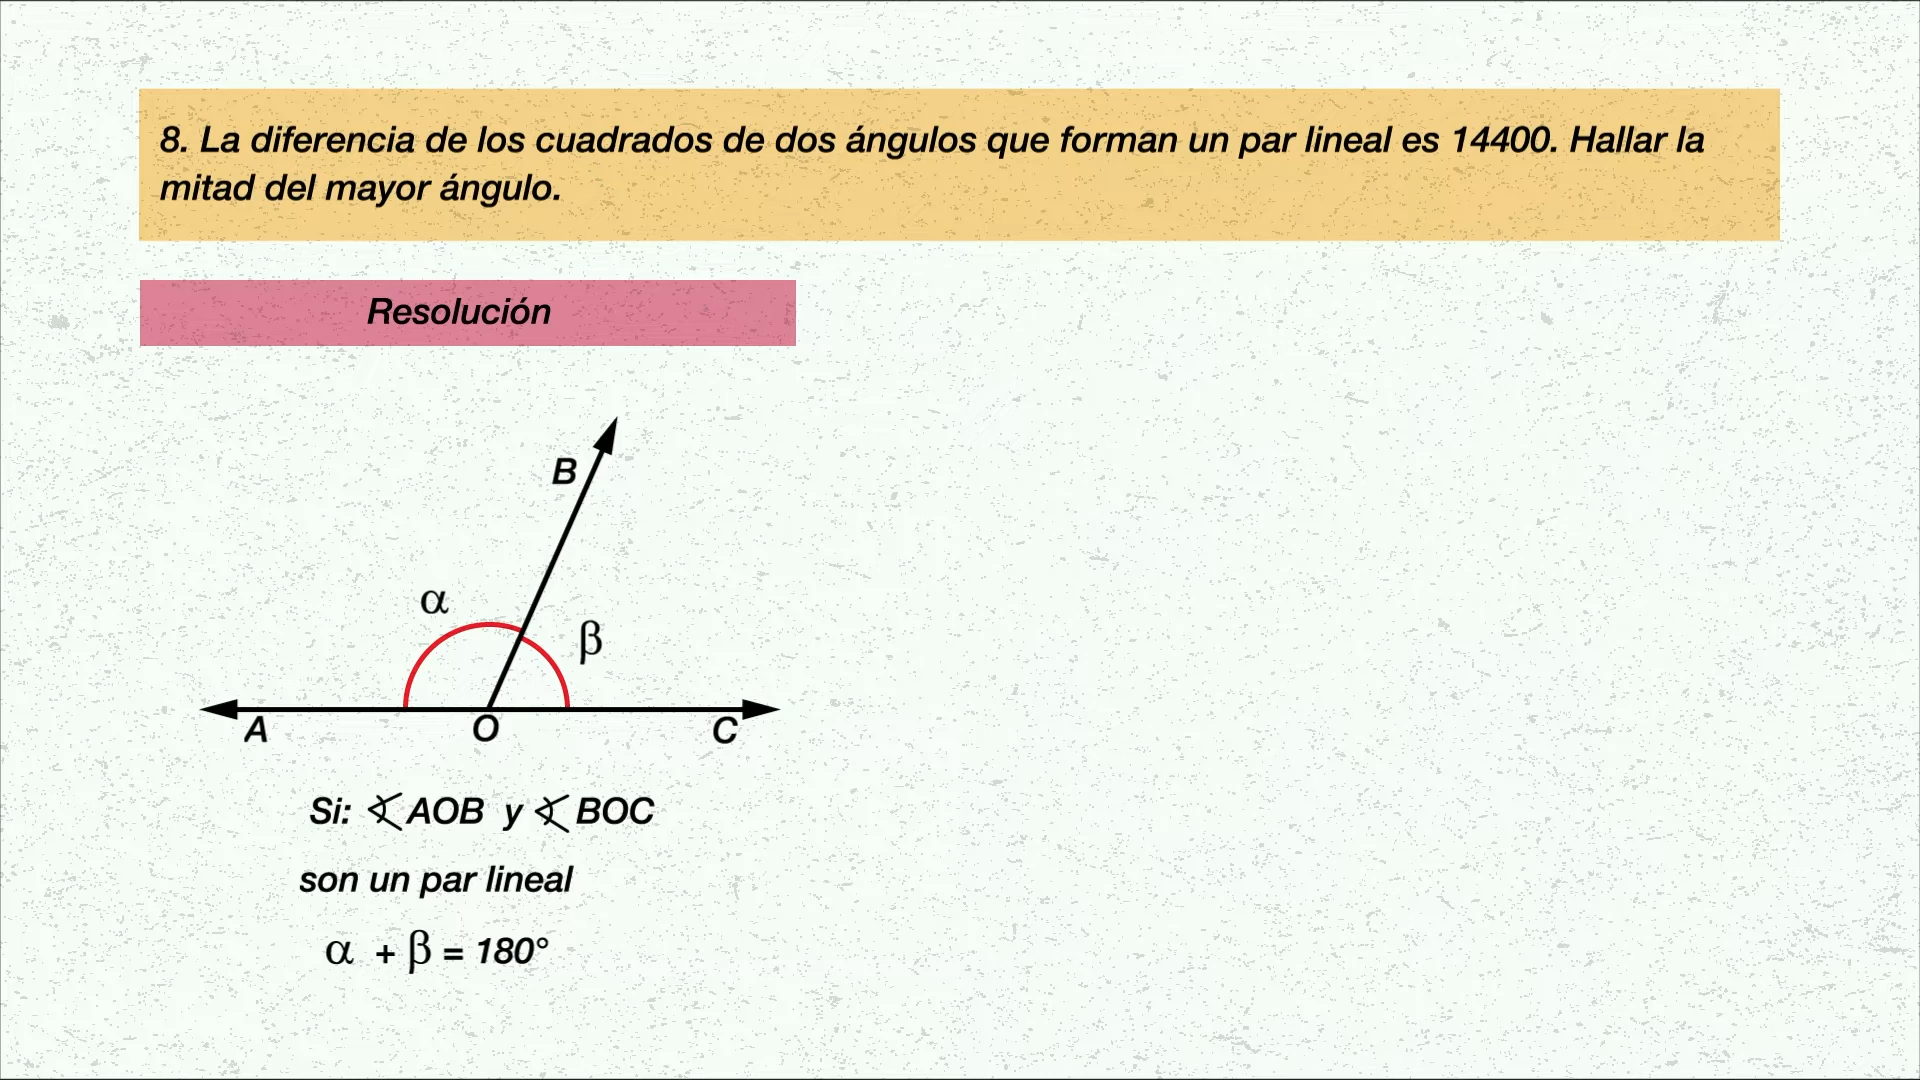 8. La diferencia de los cuadrados de dos ángulos que forman un par lineal es 14400. Hallar la
mitad del mayor ángulo.
Resolución
B
α
β
A
O
C
Si: ∢AOB y ∢BOC
son un par lineal
α + β = 180°